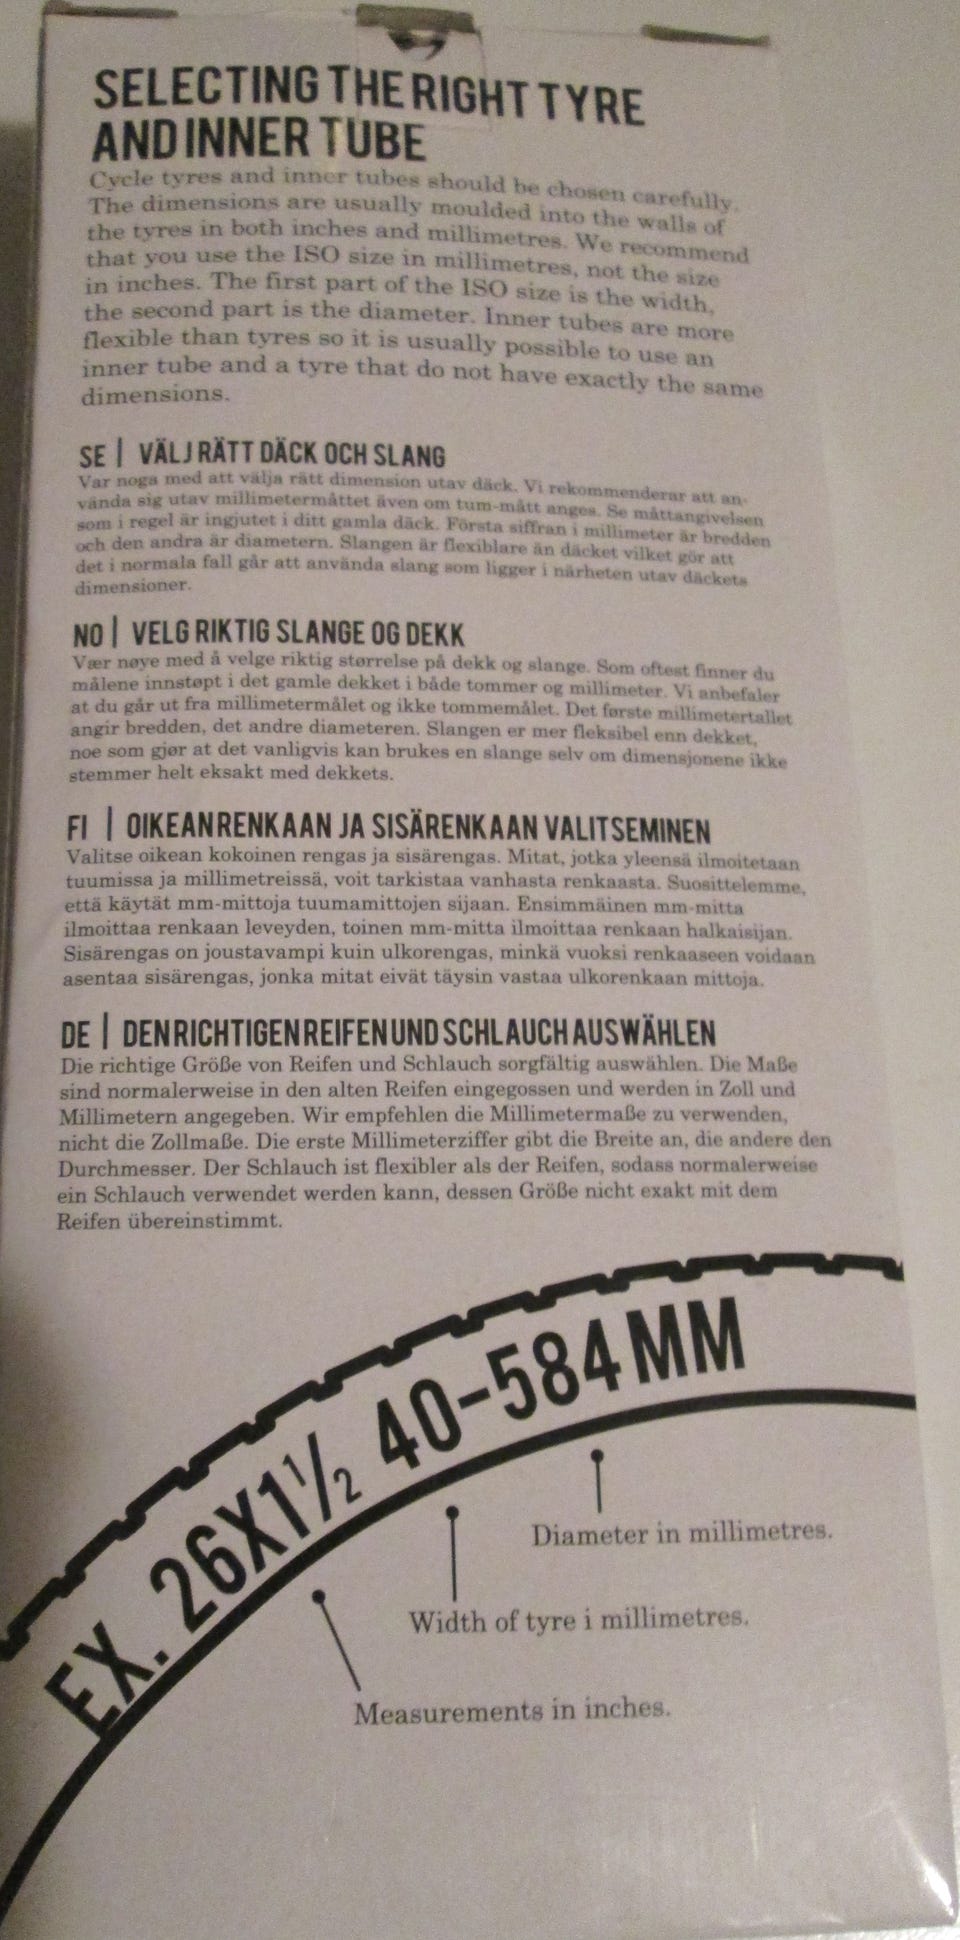 SELECTING THE RIGHT TYRE
AND INNER TUBE
Cycle tyres and inner tubes should be chosen carefully.
The dimensions are usually moulded into the walls of
the tyres in both inches and millimetres. We recommend
that you use the ISO size in millimetres, not the size
in inches. The first part of the ISO size is the width,
the second part is the diameter. Inner tubes are more
flexible than tyres so it is usually possible to use an
inner tube and a tyre that do not have exactly the same
dimensions.
SE | VÄLJ RÄTT DÄCK OCH SLANG
Var noga med att välja rätt dimension utav däck. Vi rekommenderar att an-
vända sig utav millimetermåttet även om tum-mått anges. Se måttangivelsen
som i regel är ingjutet i ditt gamla däck. Första siffran i millimeter är bredden
och den andra är diametern. Slangen är flexiblare än däcket vilket gör att
det i normala fall går att använda slang som ligger i närheten utav däckets
dimensioner.
NO | VELG RIKTIG SLANGE OG DEKK
Vær nøye med å velge riktig størrelse på dekk og slange. Som oftest finner du
målene innstøpt i det gamle dekket i både tommer og millimeter. Vi anbefaler
at du går ut fra millimetermålet og ikke tommemålet. Det første millimetertallet
angir bredden, det andre diameteren. Slangen er mer fleksibel enn dekket,
noe som gjør at det vanligvis kan brukes en slange selv om dimensjonene ikke
stemmer helt eksakt med dekkets.
FI | OIKEAN RENKAAN JA SISÄRENKAAN VALITSEMINEN
Valitse oikean kokoinen rengas ja sisärengas. Mitat, jotka yleensä ilmoitetaan
tuumissa ja millimetreissä, voit tarkistaa vanhasta renkaasta. Suosittelemme,
että käytät mm-mittoja tuumamittojen sijaan. Ensimmäinen mm-mitta
ilmoittaa renkaan leveyden, toinen mm-mitta ilmoittaa renkaan halkaisijan.
Sisärengas on joustavampi kuin ulkorengas, minkä vuoksi renkaaseen voidaan
asentaa sisärengas, jonka mitat eivät täysin vastaa ulkorenkaan mittoja.
DE | DEN RICHTIGEN REIFEN UND SCHLAUCH AUSWÄHLEN
Die richtige Größe von Reifen und Schlauch sorgfältig auswählen. Die Maße
sind normalerweise in den alten Reifen eingegossen und werden in Zoll und
Millimetern angegeben. Wir empfehlen die Millimetermaße zu verwenden,
nicht die Zollmaße. Die erste Millimeterziffer gibt die Breite an, die andere den
Durchmesser. Der Schlauch ist flexibler als der Reifen, sodass normalerweise
ein Schlauch verwendet werden kann, dessen Größe nicht exakt mit dem
Reifen übereinstimmt.
EX. 26X1½ 40-584 MM
Diameter in millimetres.
Width of tyre i millimetres.
Measurements in inches.